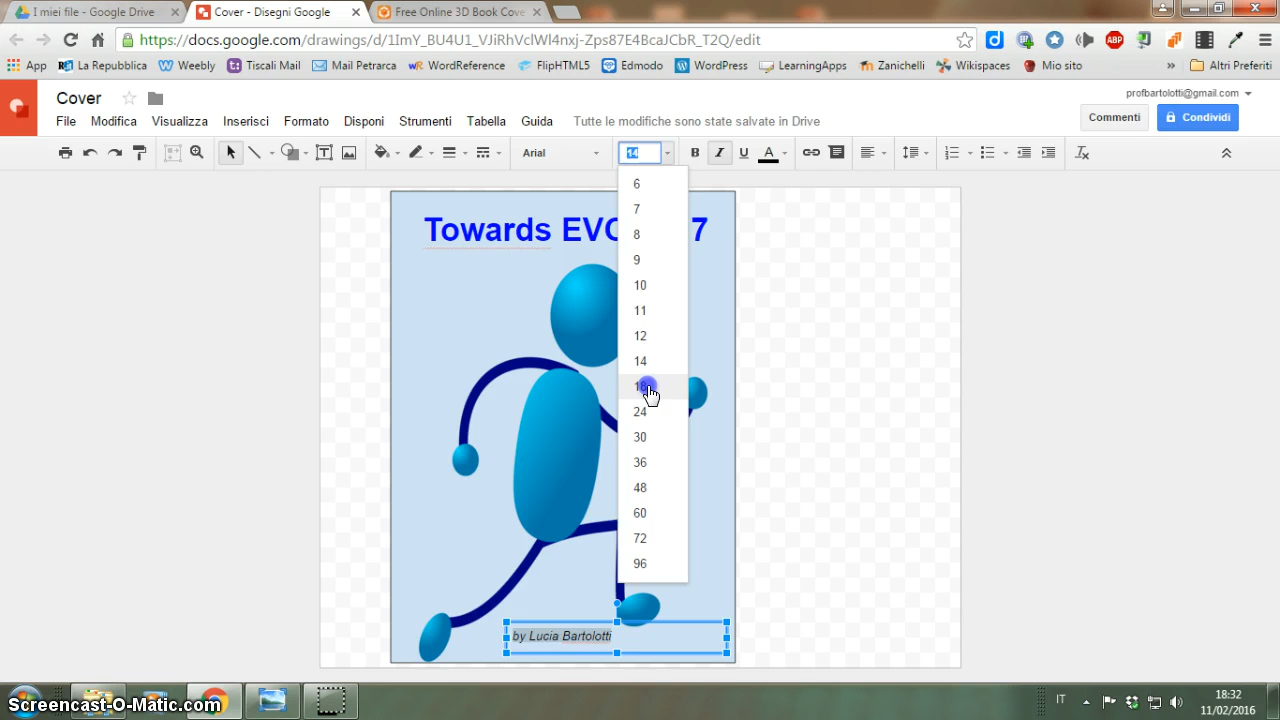 I miei file - Google Drive
Cover - Disegni Google
Free Online 3D Book Cove
https://docs.google.com/drawings/d/1ImY_BU4U1_VJiRhVclWI4nxj-Zps87E4BcaJCbR_T2Q/edit
App
La Repubblica
Weebly
Tiscali Mail
Mail Petrarca
WordReference
FlipHTML5
Edmodo
WordPress
LearningApps
Zanichelli
Wikispaces
Mio sito
»
Altri Preferiti
Cover
profbartolotti@gmail.com
File Modifica Visualizza Inserisci Formato Disponi Strumenti Tabella Guida
Tutte le modifiche sono state salvate in Drive
Commenti
Condividi
Arial
14
B I U A
6
7
8
9
10
11
12
14
18
24
30
36
48
60
72
96
Towards EVO 7
by Lucia Bartolotti
Screencast-O-Matic.com
IT
18:32
11/02/2016